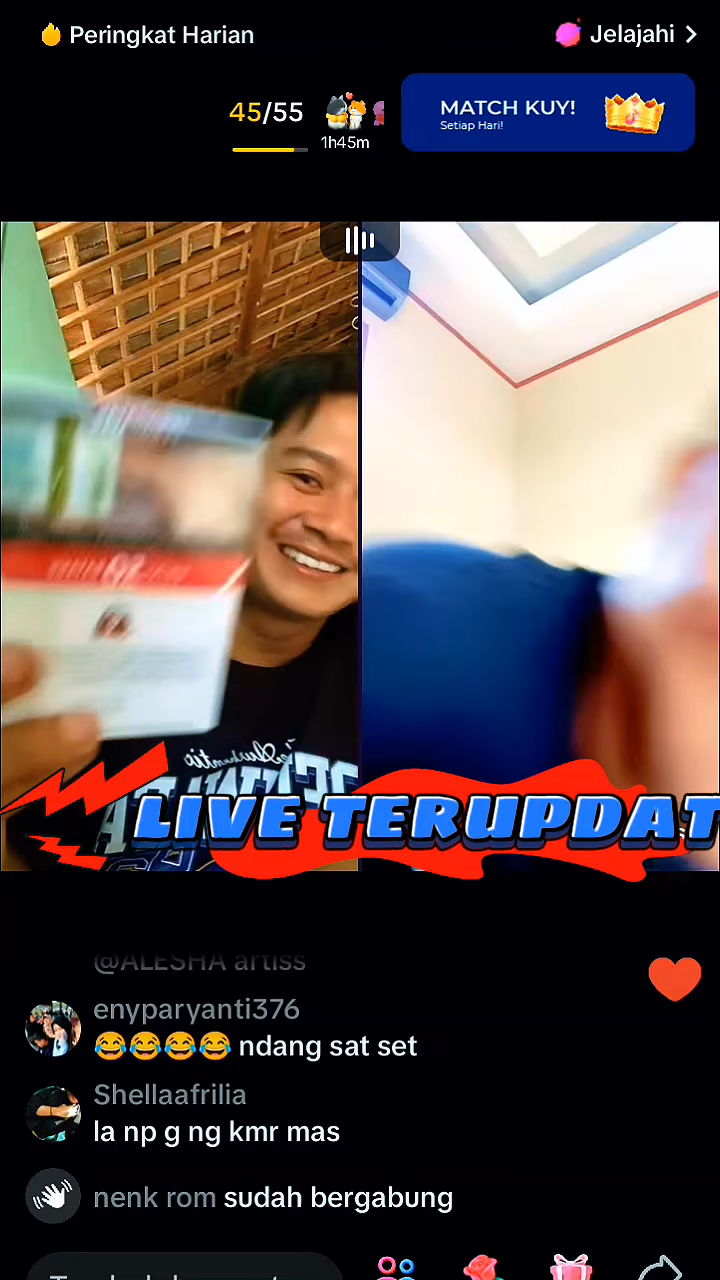 Peringkat Harian
Jelajahi
45/55
1h45m
MATCH KUY!
Setiap Hari!
LIVE TERUPDAT
@ALESHA artiss
enyparyanti376
😂😂😂😂 ndang sat set
Shellaafrilia
la np g ng kmr mas
nenk rom sudah bergabung